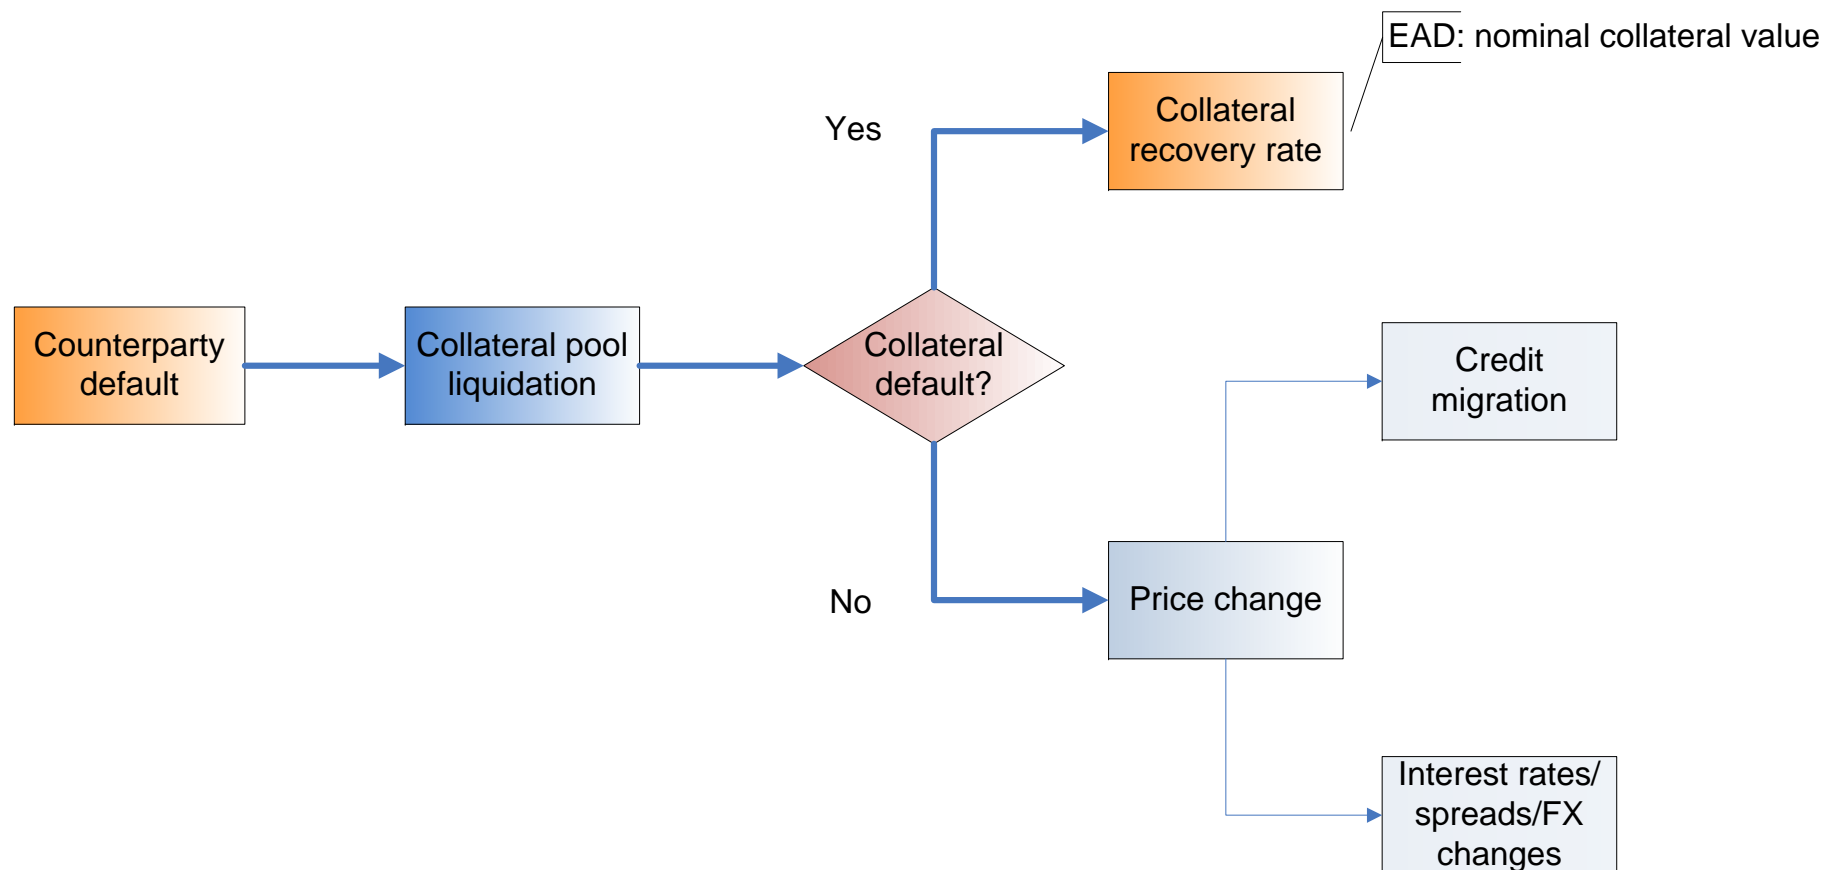 EAD: nominal collateral value
Collateral
recovery rate
Yes
Counterparty
default
Collateral pool
liquidation
Collateral
default?
Credit
migration
No
Price change
Interest rates/
spreads/FX
changes